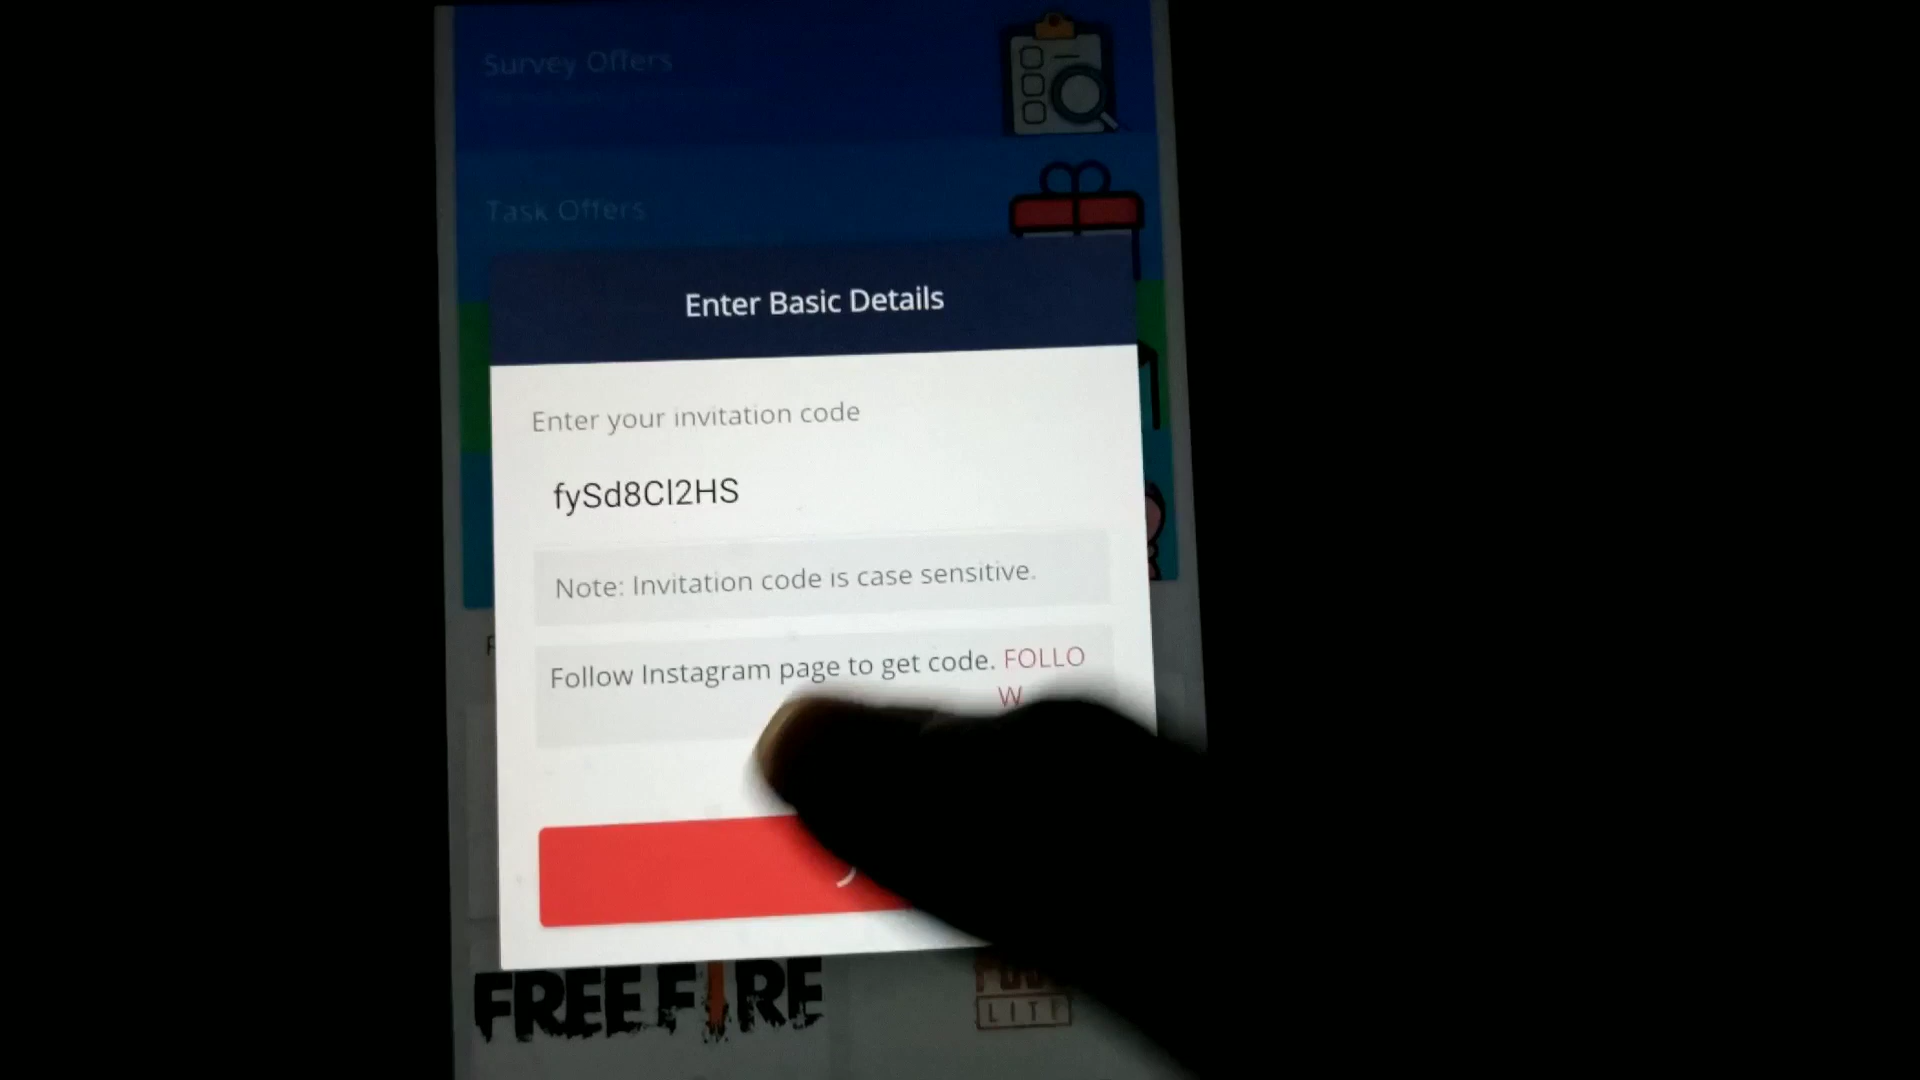 Survey Offers
Task Offers
Enter Basic Details
Enter your invitation code
fySd8Cl2HS
Note: Invitation code is case sensitive.
Follow Instagram page to get code. FOLLO
W
FREE FIRE
LITE